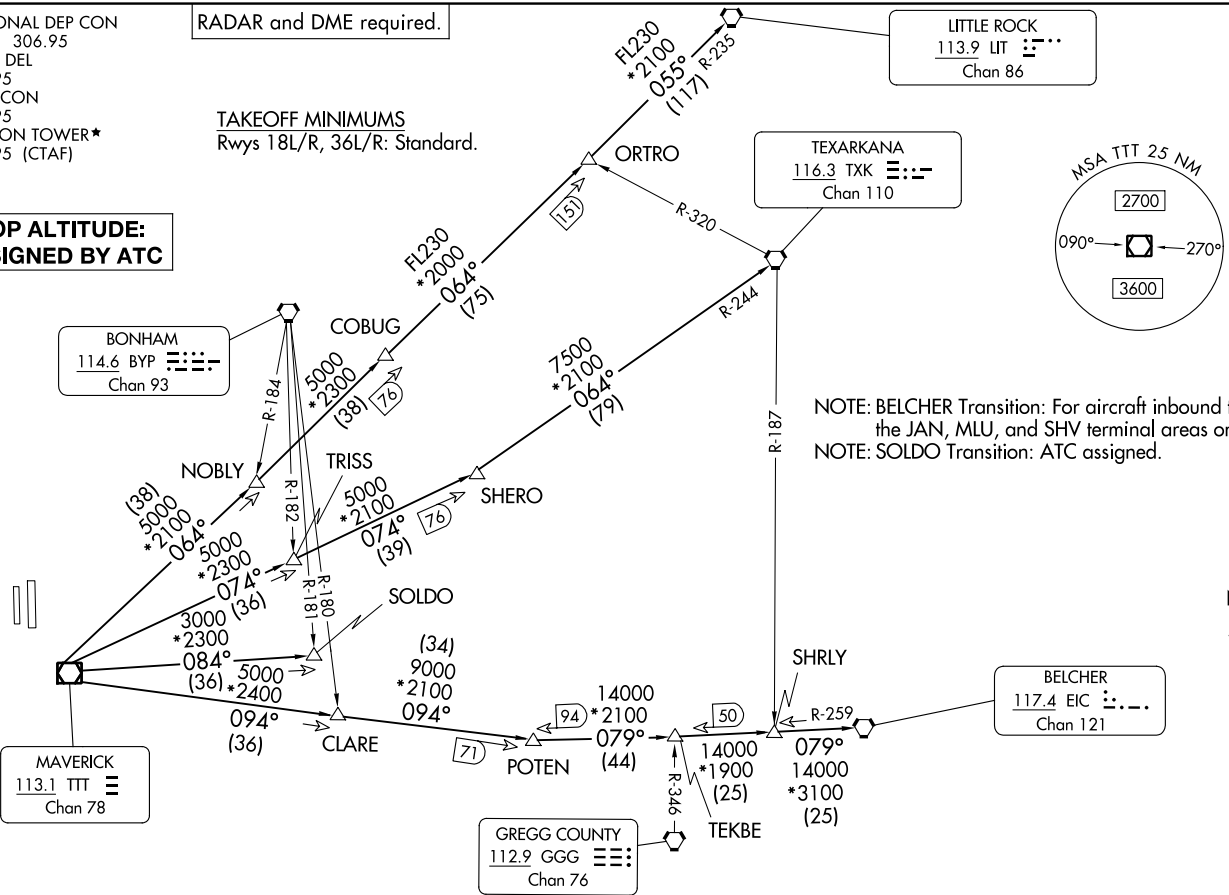 ONAL DEP CON
306.95
DEL
95
CON
95
ON TOWER★
95 (CTAF)
RADAR and DME required.
TAKEOFF MINIMUMS
Rwys 18L/R, 36L/R: Standard.
OP ALTITUDE:
SIGNED BY ATC
LITTLE ROCK
113.9 LIT
Chan 86
FL230
*2100
055°
(117)
R-235
ORTRO
151
TEXARKANA
116.3 TXK
Chan 110
R-320
MSA TTT 25 NM
2700
090°
270°
3600
FL230
*2000
064°
(75)
COBUG
76
BONHAM
114.6 BYP
Chan 93
5000
*2300
(38)
R-184
R-182
R-181
R-180
R-244
7500
*2100
064°
(79)
R-187
NOTE: BELCHER Transition: For aircraft inbound
the JAN, MLU, and SHV terminal areas
NOTE: SOLDO Transition: ATC assigned.
NOBLY
TRISS
SHERO
5000
*2100
074°
(39)
76
(38)
5000
*2100
064°
5000
*2300
074°
(36)
SOLDO
3000
*2300
084°
(36)
5000
*2400
094°
(36)
CLARE
(34)
9000
*2100
094°
71
POTEN
94
14000
*2100
079°
(44)
50
SHRLY
R-259
BELCHER
117.4 EIC
Chan 121
14000
*1900
(25)
079°
14000
*3100
(25)
TEKBE
R-346
MAVERICK
113.1 TTT
Chan 78
GREGG COUNTY
112.9 GGG
Chan 76